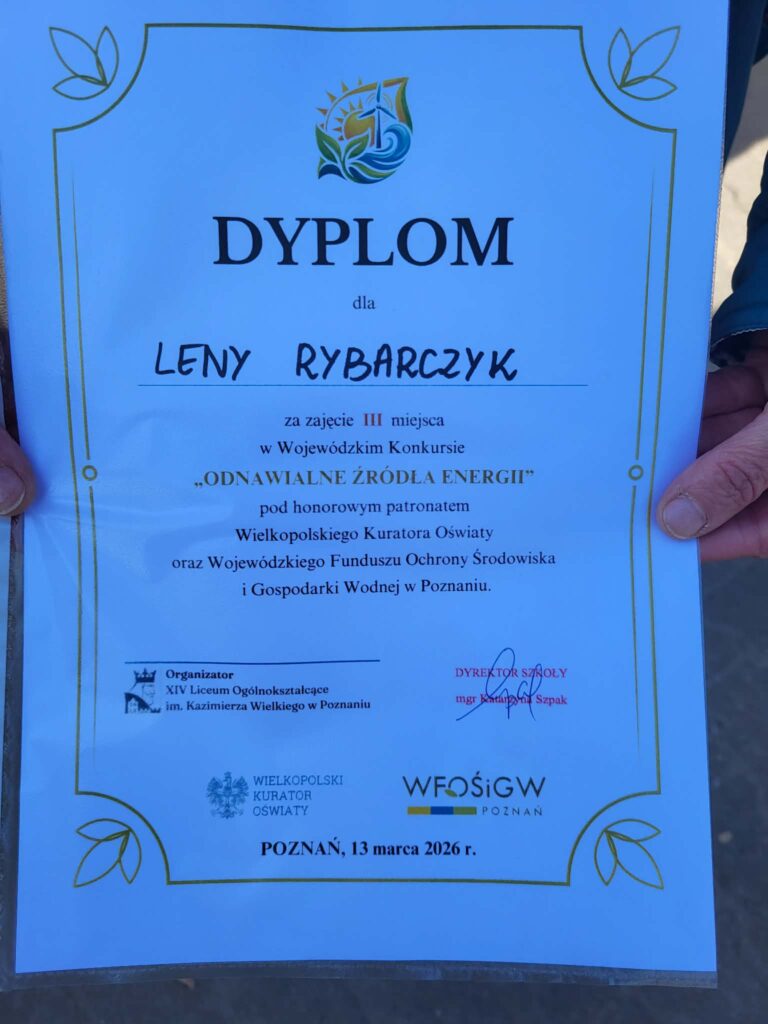 DYPLOM
dla
LENY RYBARCZYK
za zajęcie III miejsca
w Wojewódzkim Konkursie
„ODNAWIALNE ŹRÓDŁA ENERGII”
pod honorowym patronatem
Wielkopolskiego Kuratora Oświaty
oraz Wojewódzkiego Funduszu Ochrony Środowiska
i Gospodarki Wodnej w Poznaniu.
Organizator
XIV Liceum Ogólnokształcące
im. Kazimierza Wielkiego w Poznaniu
DYREKTOR SZKOŁY
mgr Katarzyna Szpak
WIELKOPOLSKI
KURATOR
OŚWIATY
WFOŚiGW
POZNAŃ
POZNAŃ, 13 marca 2026 r.